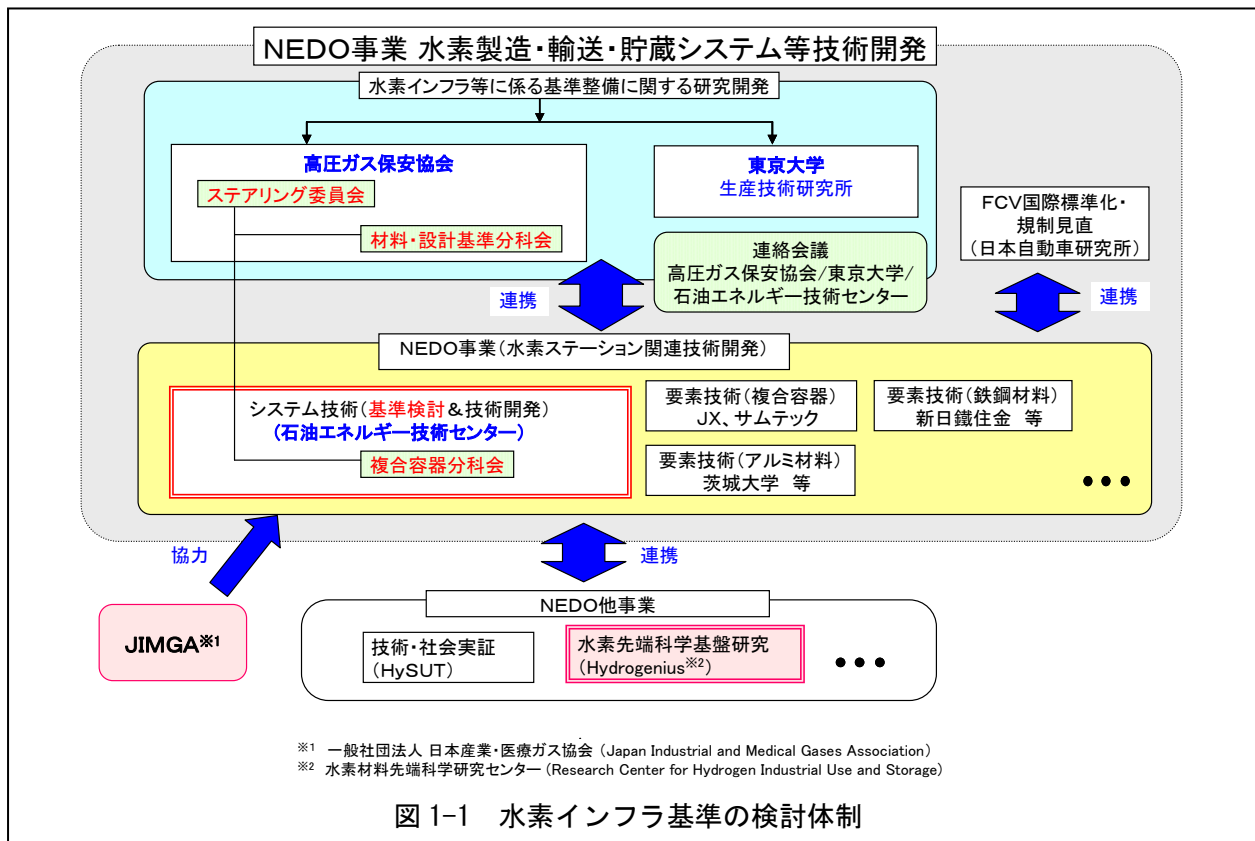 NEDO事業 水素製造・輸送・貯蔵システム等技術開発
水素インフラ等に係る基準整備に関する研究開発
高圧ガス保安協会
ステアリング委員会
材料・設計基準分科会
東京大学
生産技術研究所
連絡会議
高圧ガス保安協会/東京大学/
石油エネルギー技術センター
FCV国際標準化・
規制見直
(日本自動車研究所)
連携
連携
NEDO事業(水素ステーション関連技術開発)
システム技術(基準検討&技術開発)
(石油エネルギー技術センター)
複合容器分科会
要素技術(複合容器)
JX、サムテック
要素技術(鉄鋼材料)
新日鐵住金 等
要素技術(アルミ材料)
茨城大学 等
•••
協力
連携
JIMGA※1
NEDO他事業
技術・社会実証
(HySUT)
水素先端科学基盤研究
(Hydrogenius※2)
•••
※1 一般社団法人 日本産業・医療ガス協会 (Japan Industrial and Medical Gases Association)
※2 水素材料先端科学研究センター (Research Center for Hydrogen Industrial Use and Storage)
図 1-1 水素インフラ基準の検討体制